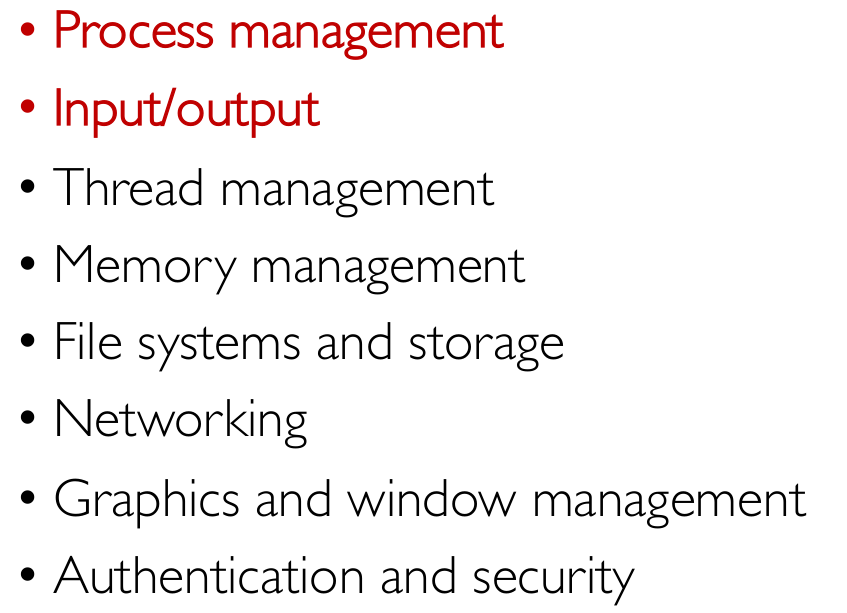 • Process management
• Input/output
• Thread management
• Memory management
• File systems and storage
• Networking
• Graphics and window management
• Authentication and security